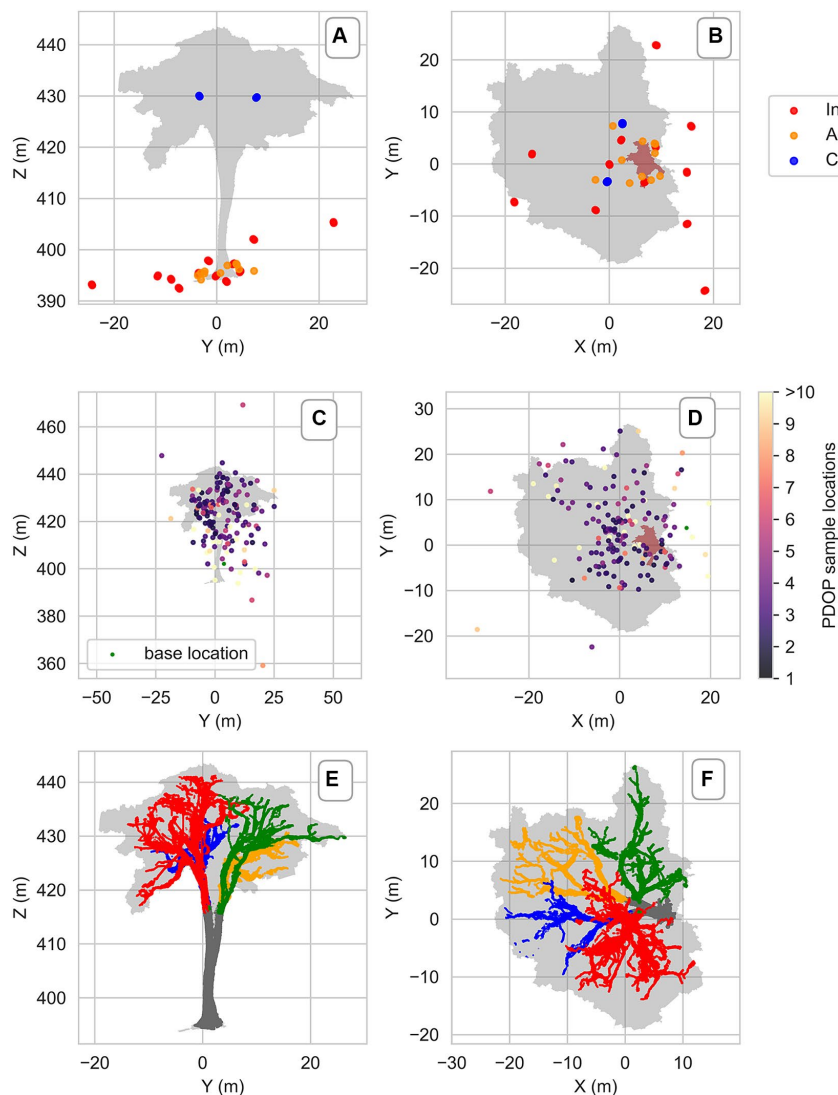 A
Z (m)
440
430
420
410
400
390
−20
0
20
Y (m)
B
Y (m)
20
10
0
−10
−20
−20
0
20
X (m)
In
A
C
C
Z (m)
460
440
420
400
380
360
base location
−50
−25
0
25
50
Y (m)
D
Y (m)
30
20
10
0
−10
−20
−20
0
20
X (m)
>10
9
8
7
6
5
4
3
2
1
PDOP sample locations
E
Z (m)
440
430
420
410
400
−20
0
20
Y (m)
F
Y (m)
20
10
0
−10
−20
−30
−20
−10
0
10
X (m)